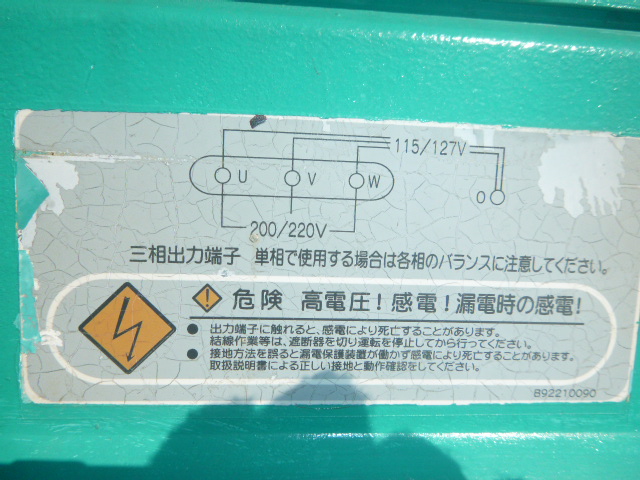 115/127V
U V W O
200/220V
三相出力端子 単相で使用する場合は各相のバランスに注意してください。
危険 高電圧!感電!漏電時の感電!
● 出力端子に触れると、感電により死亡することがあります。
結線作業等は、遮断器を切り運転を停止してから行ってください。
● 接地方法を誤ると漏電保護装置が働かず感電により死亡することがあります。
取扱説明書による正しい接地と動作確認をしてください。
B92210090